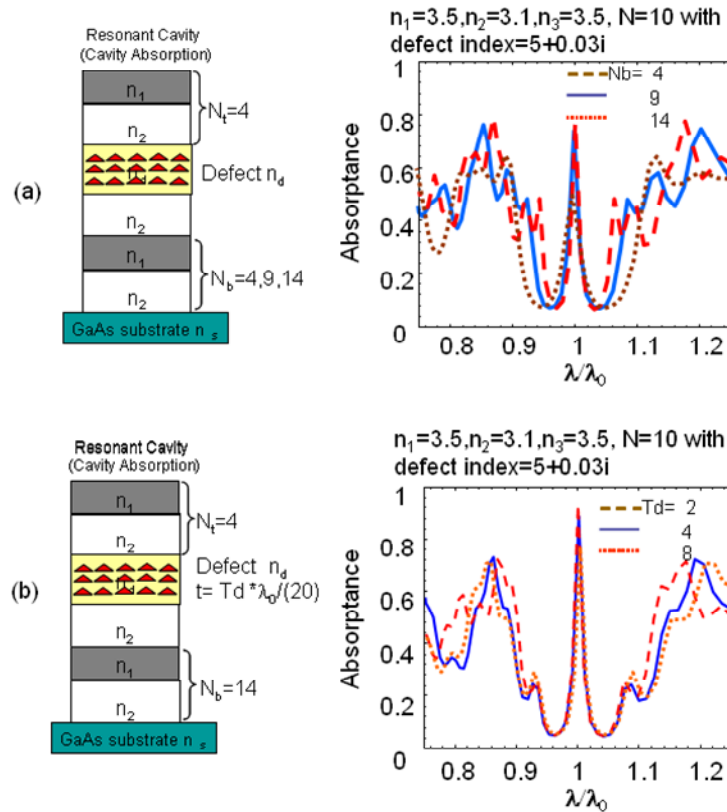 Resonant Cavity
(Cavity Absorption)
n1
n2
Nt=4
nd
Defect nd
n2
n1
n2
Nb=4,9,14
GaAs substrate n s
(a)
n1=3.5,n2=3.1,n3=3.5, N=10 with
defect index=5+0.03i
Nb= 4
9
14
Absorptance
1
0.8
0.6
0.4
0.2
0
0.8 0.9 1 1.1 1.2
λ/λ0
Resonant Cavity
(Cavity Absorption)
n1
n2
Nt=4
Defect nd
t= Td *λ0/(20)
nd
n2
n1
n2
Nb=14
GaAs substrate n s
(b)
n1=3.5,n2=3.1,n3=3.5, N=10 with
defect index=5+0.03i
Td= 2
4
8
Absorptance
1
0.8
0.6
0.4
0.2
0
0.8 0.9 1 1.1 1.2
λ/λ0